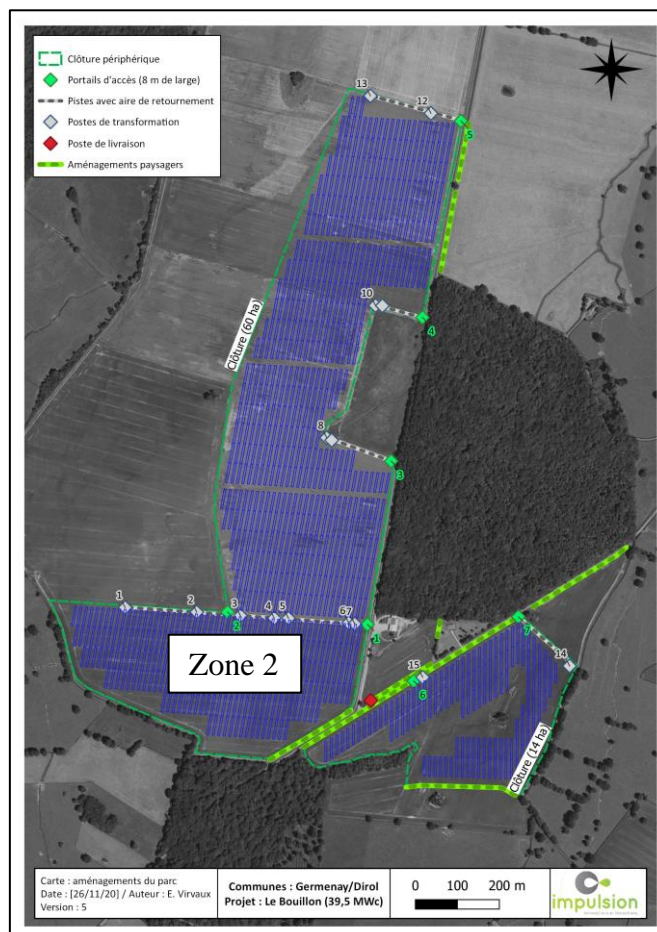 Clôture périphérique
Portails d'accès (8 m de large)
Pistes avec aire de retournement
Postes de transformation
Poste de livraison
Aménagements paysagers
13
12
5
10
4
Clôture (60 ha)
8
3
1
2
3
4
5
67
2
1
7
Zone 2
15
14
6
Clôture (14 ha)
Carte : aménagements du parc
Date : [26/11/20] / Auteur : E. Virvaux
Version : 5
Communes : Germenay/Dirol
Projet : Le Bouillon (39,5 MWc)
0 100 200 m
impulsion